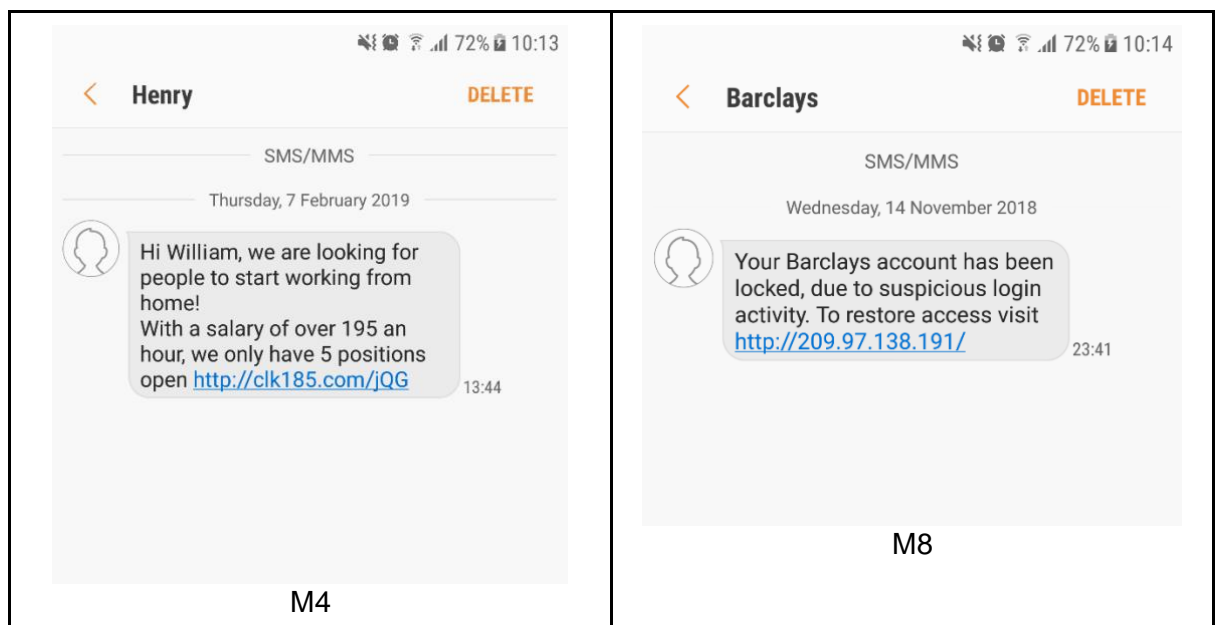 72% 10:13
Henry DELETE
SMS/MMS
Thursday, 7 February 2019
Hi William, we are looking for
people to start working from
home!
With a salary of over 195 an
hour, we only have 5 positions
open http://clk185.com/jQG
13:44
M4
72% 10:14
Barclays DELETE
SMS/MMS
Wednesday, 14 November 2018
Your Barclays account has been
locked, due to suspicious login
activity. To restore access visit
http://209.97.138.191/
23:41
M8